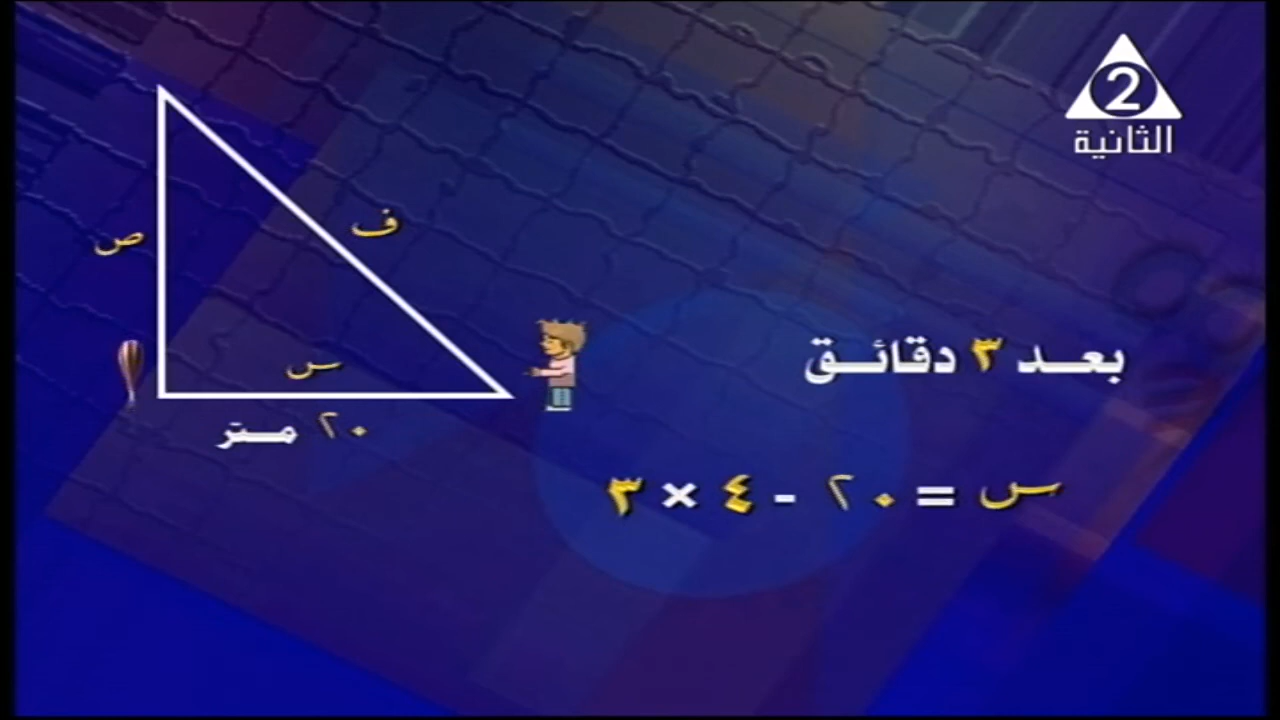 2
الثانية
ص
ف
س
٢٠ متر
بعد ٣ دقائق
س = ٢٠ - ٤ × ٣